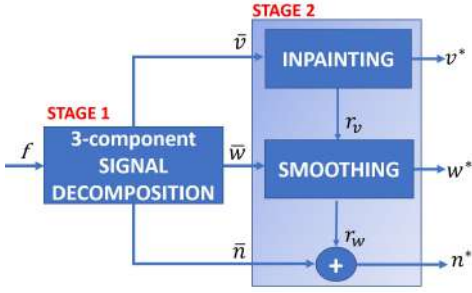 STAGE 2
v̄
INPAINTING
v*
STAGE 1
r_v
f
3-component
SIGNAL
DECOMPOSITION
w̄
SMOOTHING
w*
r_w
n̄
+
n*